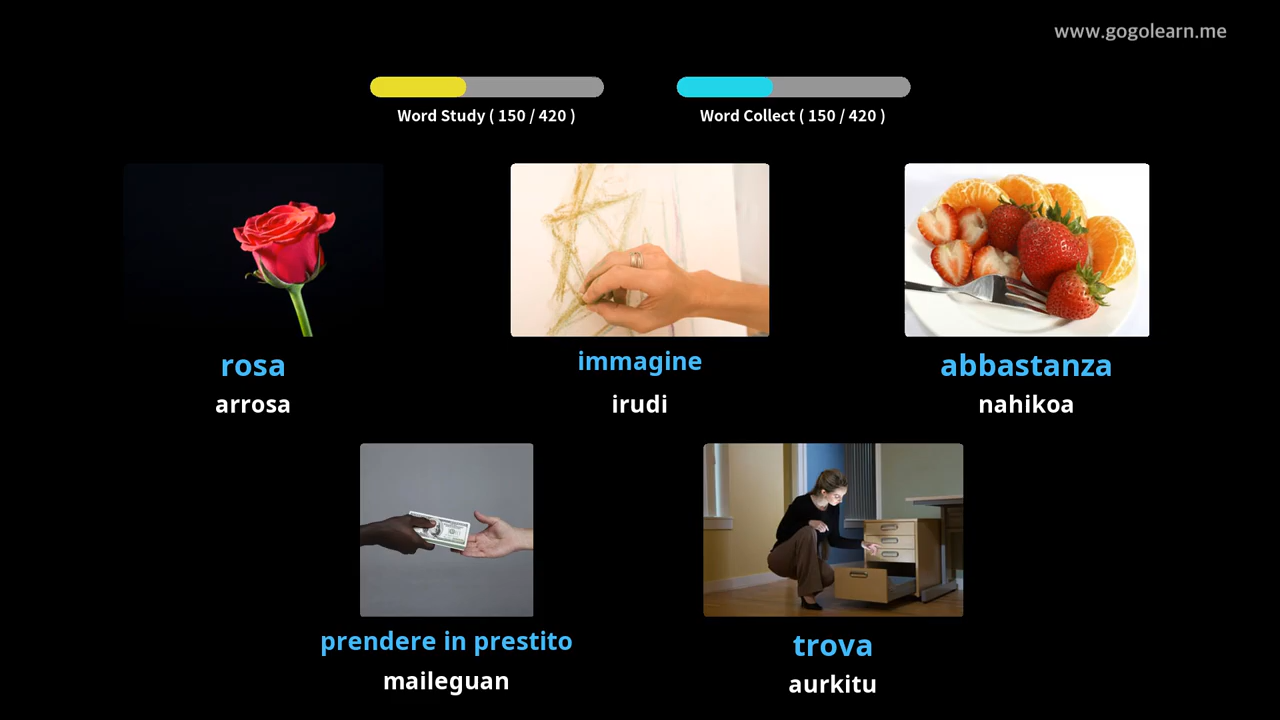 www.gogolearn.me
Word Study ( 150 / 420 )
Word Collect ( 150 / 420 )
rosa
arrosa
immagine
irudi
abbastanza
nahikoa
prendere in prestito
maileguan
trova
aurkitu